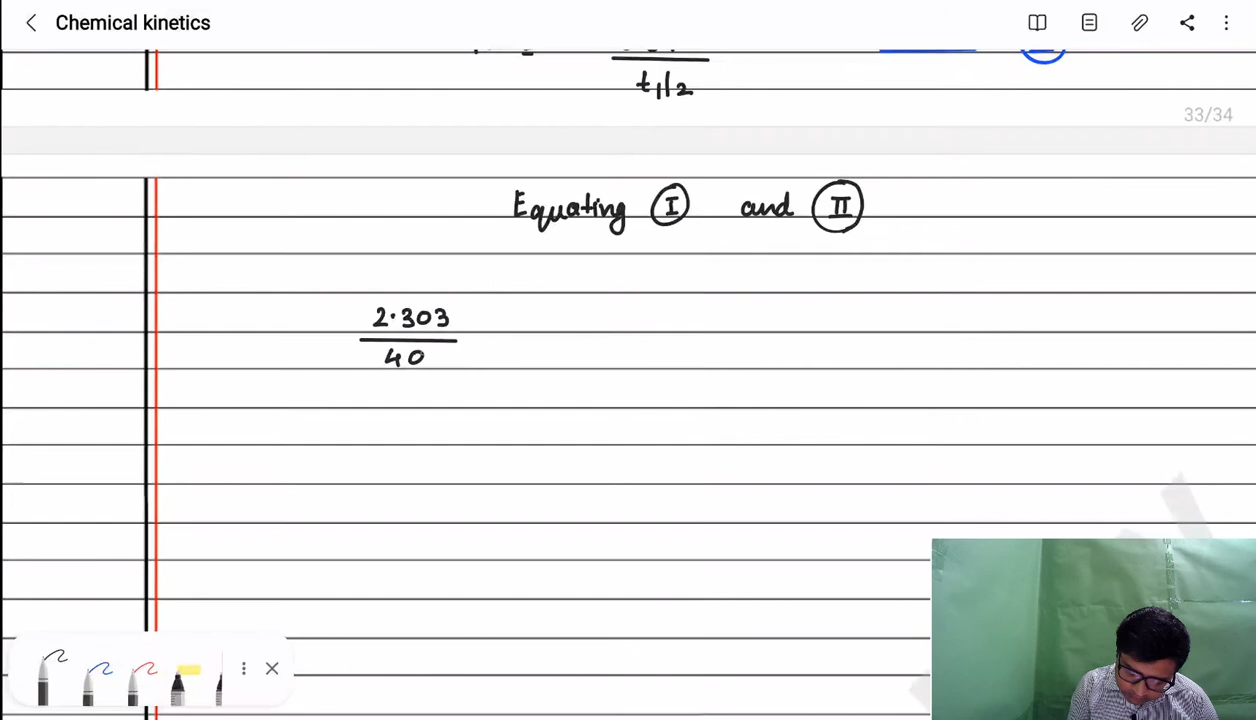 Chemical kinetics
t1/2
33/34
Equating I and II
2.303
40